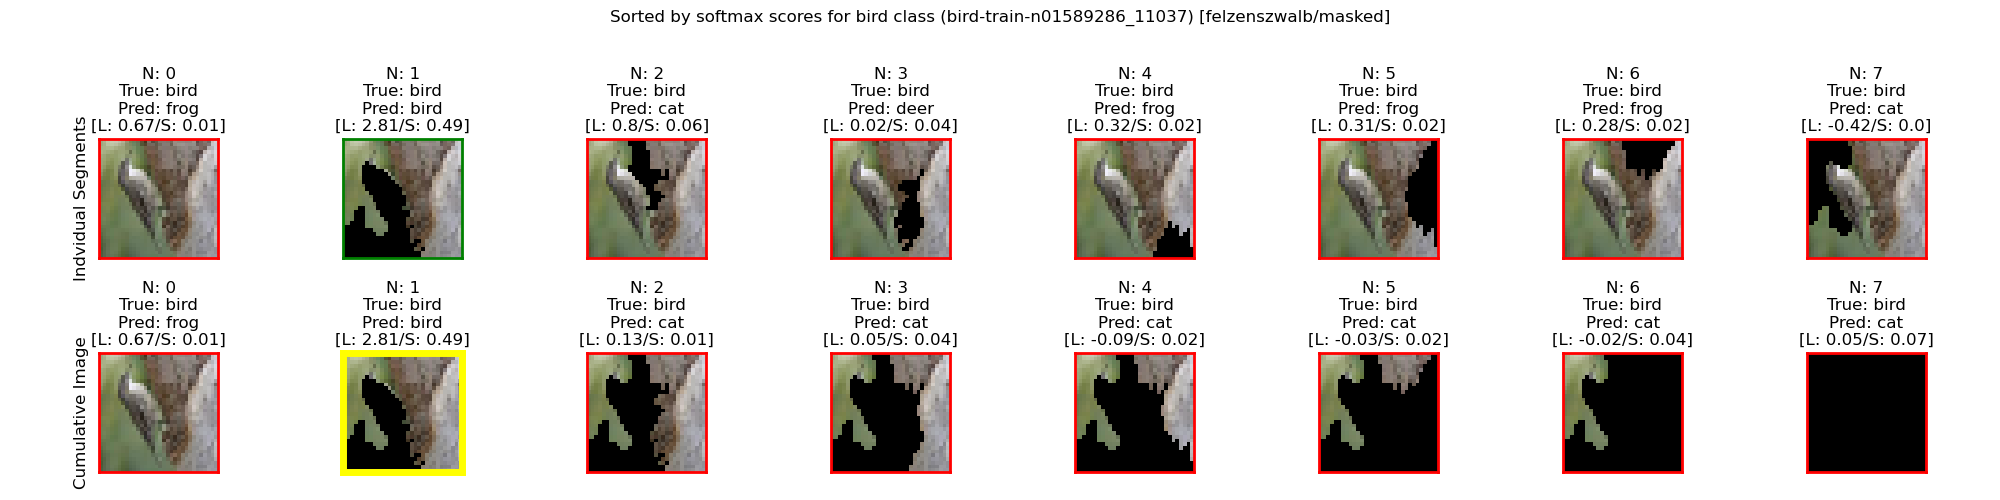 Sorted by softmax scores for bird class (bird-train-n01589286_11037) [felzenszwalb/masked]
Indvidual Segments
N: 0
True: bird
Pred: frog
[L: 0.67/S: 0.01]
N: 1
True: bird
Pred: bird
[L: 2.81/S: 0.49]
N: 2
True: bird
Pred: cat
[L: 0.8/S: 0.06]
N: 3
True: bird
Pred: deer
[L: 0.02/S: 0.04]
N: 4
True: bird
Pred: frog
[L: 0.32/S: 0.02]
N: 5
True: bird
Pred: frog
[L: 0.31/S: 0.02]
N: 6
True: bird
Pred: frog
[L: 0.28/S: 0.02]
N: 7
True: bird
Pred: cat
[L: -0.42/S: 0.0]
Cumulative Image
N: 0
True: bird
Pred: frog
[L: 0.67/S: 0.01]
N: 1
True: bird
Pred: bird
[L: 2.81/S: 0.49]
N: 2
True: bird
Pred: cat
[L: 0.13/S: 0.01]
N: 3
True: bird
Pred: cat
[L: 0.05/S: 0.04]
N: 4
True: bird
Pred: cat
[L: -0.09/S: 0.02]
N: 5
True: bird
Pred: cat
[L: -0.03/S: 0.02]
N: 6
True: bird
Pred: cat
[L: -0.02/S: 0.04]
N: 7
True: bird
Pred: cat
[L: 0.05/S: 0.07]